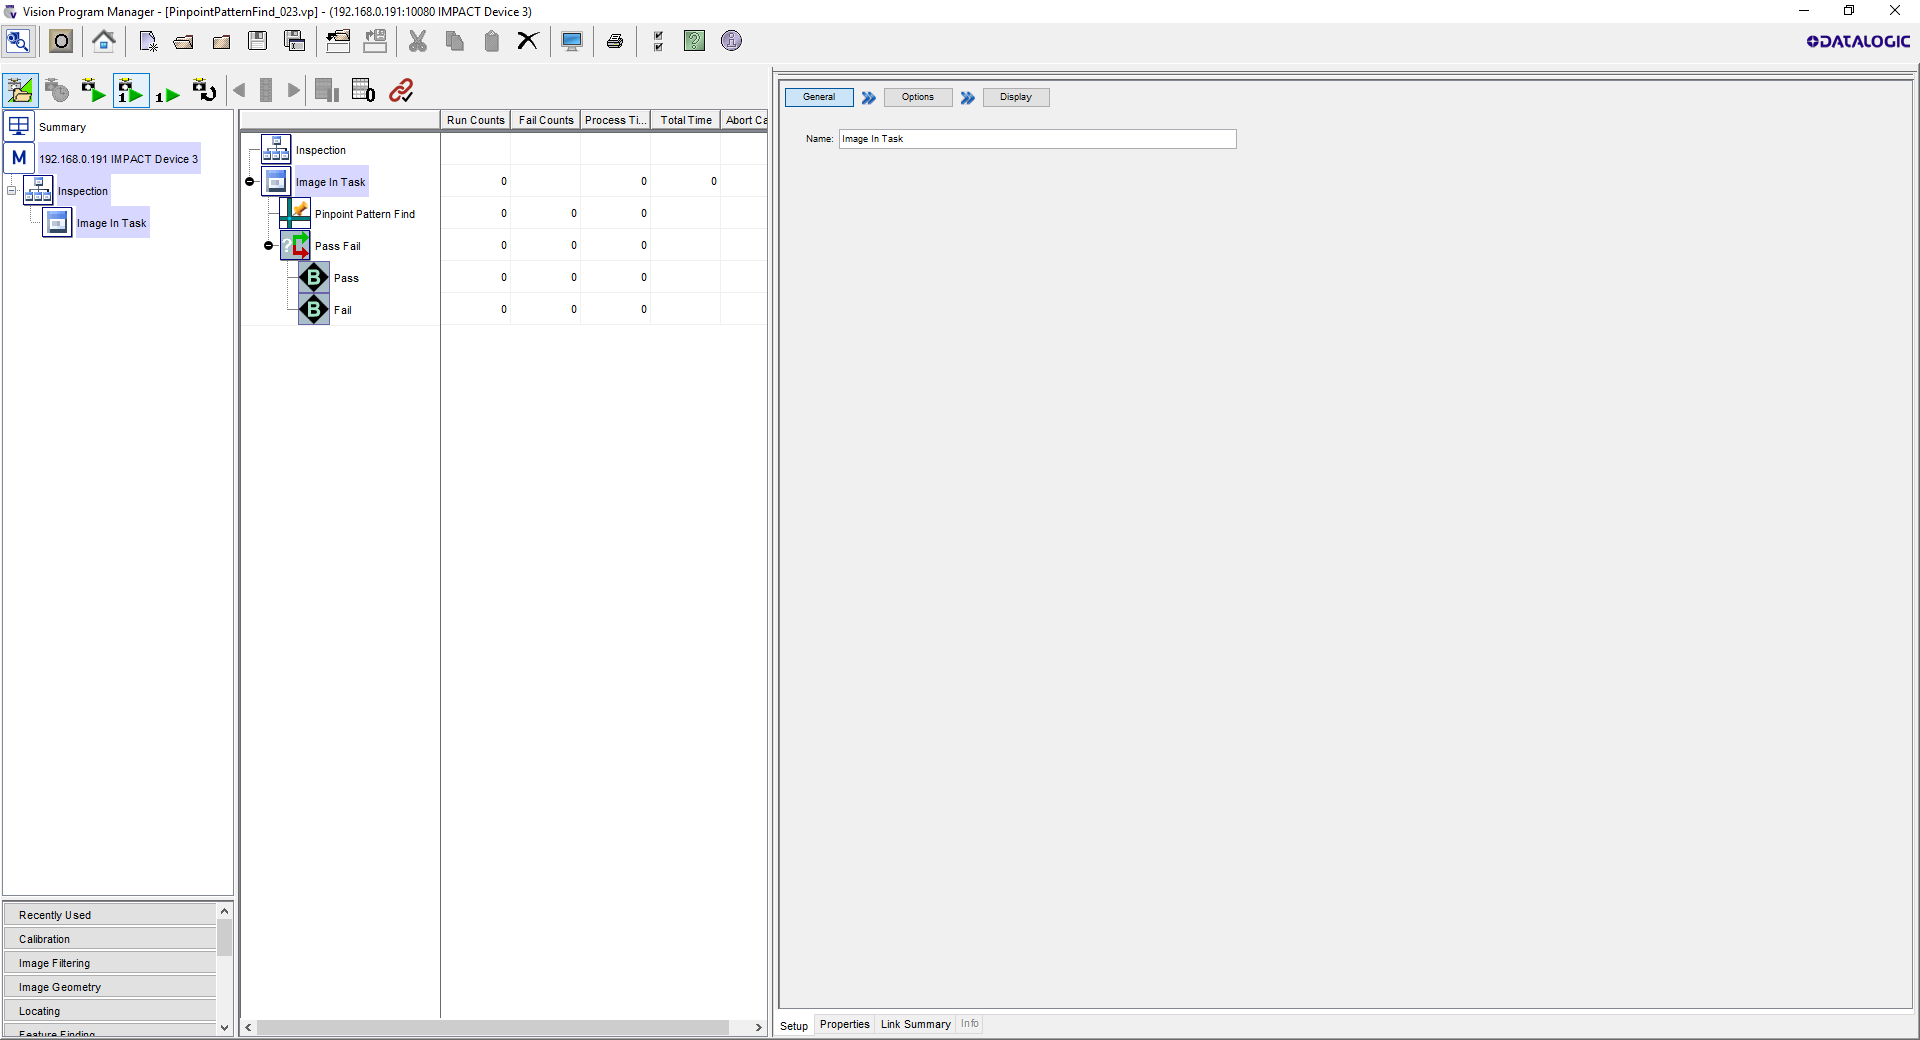 Vision Program Manager - [PinpointPatternFind_023.vp] - (192.168.0.191:10080 IMPACT Device 3)
O
DATALOGIC
1
1
0
Summary
M
192.168.0.191 IMPACT Device 3
Inspection
Image In Task
Run Counts Fail Counts Process Ti... Total Time Abort Ca
Inspection
Image In Task 0 0 0
Pinpoint Pattern Find 0 0 0
? Pass Fail 0 0 0
B Pass 0 0 0
B Fail 0 0 0
General Options Display
Name: Image In Task
Recently Used
Calibration
Image Filtering
Image Geometry
Locating
Feature Finding
Setup Properties Link Summary Info